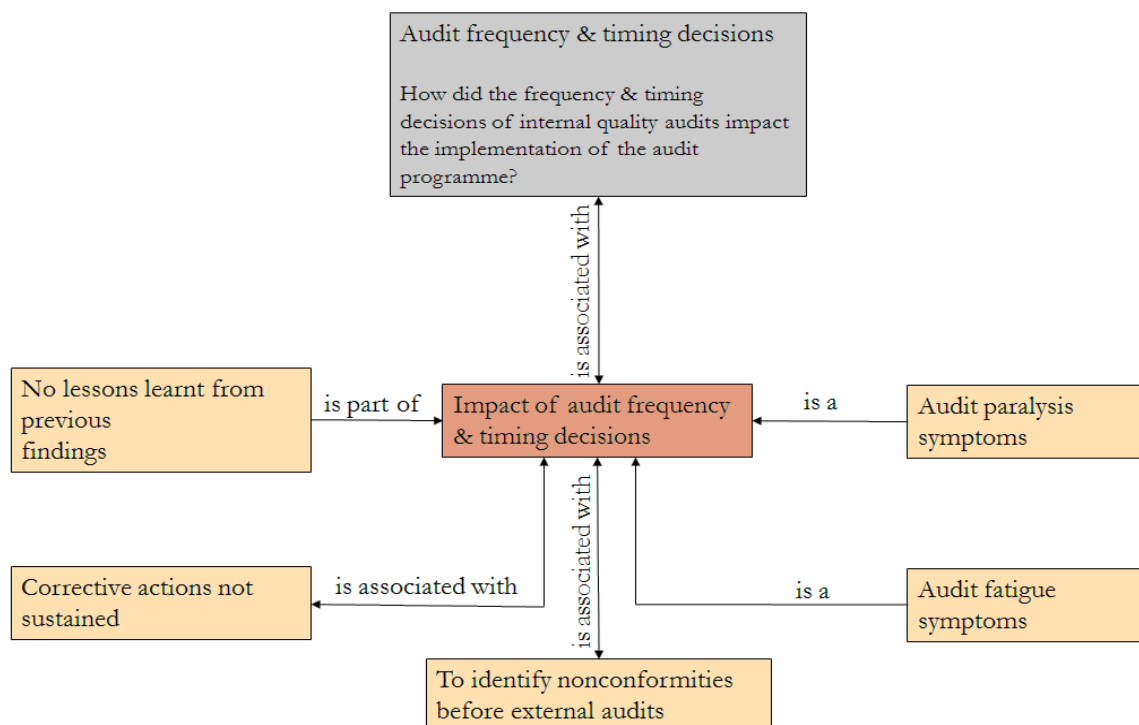 Audit frequency & timing decisions
How did the frequency & timing
decisions of internal quality audits impact
the implementation of the audit
programme?
is associated with
No lessons learnt from
previous
findings
is part of
Impact of audit frequency
& timing decisions
is a
Audit paralysis
symptoms
Corrective actions not
sustained
is associated with
is associated with
is a
Audit fatigue
symptoms
To identify nonconformities
before external audits